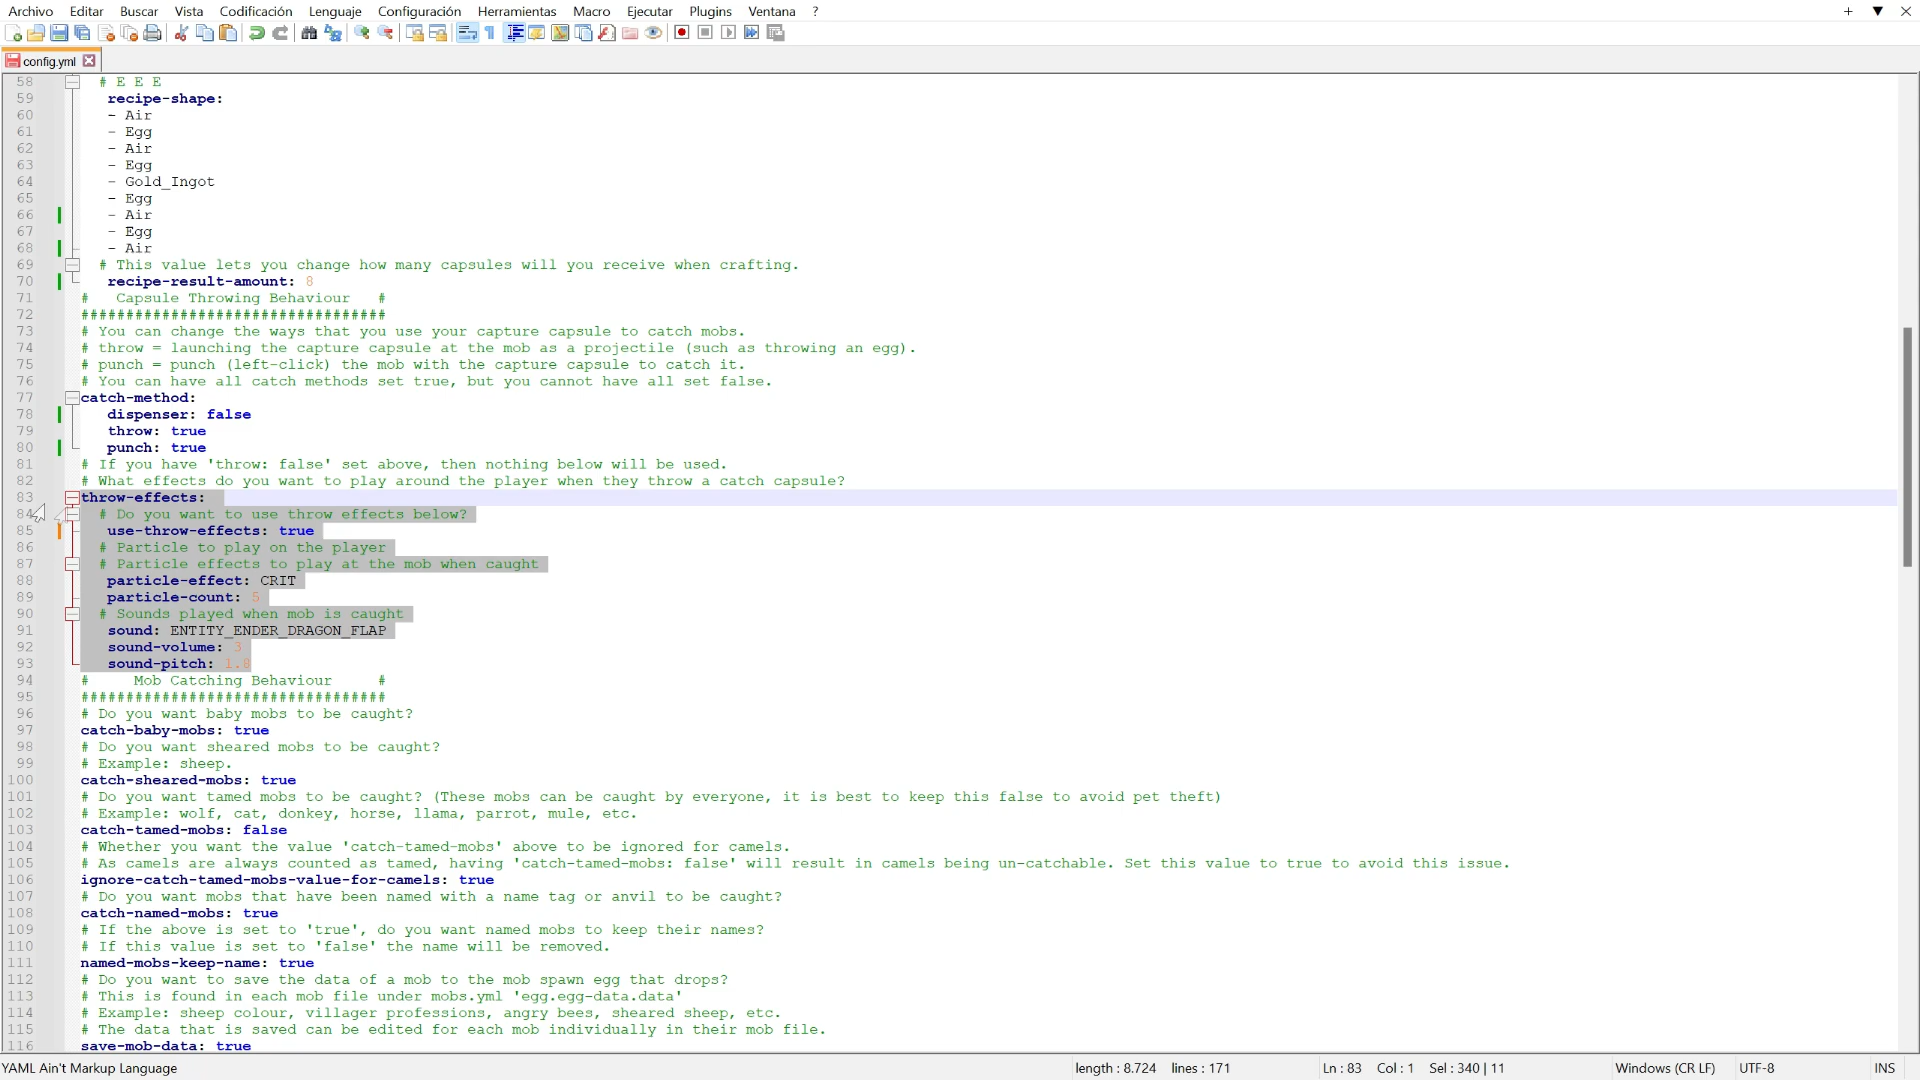 Archivo Editar Buscar Vista Codificación Lenguaje Configuración Herramientas Macro Ejecutar Plugins Ventana ?
config.yml
58 # E E E
59 recipe-shape:
60 - Air
61 - Egg
62 - Air
63 - Egg
64 - Gold_Ingot
65 - Egg
66 - Air
67 - Egg
68 - Air
69 # This value lets you change how many capsules will you receive when crafting.
70 recipe-result-amount: 8
71 # Capsule Throwing Behaviour #
72 ##################################
73 # You can change the ways that you use your capture capsule to catch mobs.
74 # throw = launching the capture capsule at the mob as a projectile (such as throwing an egg).
75 # punch = punch (left-click) the mob with the capture capsule to catch it.
76 # You can have all catch methods set true, but you cannot have all set false.
77 catch-method:
78 dispenser: false
79 throw: true
80 punch: true
81 # If you have 'throw: false' set above, then nothing below will be used.
82 # What effects do you want to play around the player when they throw a catch capsule?
83 throw-effects:
84 # Do you want to use throw effects below?
85 use-throw-effects: true
86 # Particle to play on the player
87 # Particle effects to play at the mob when caught
88 particle-effect: CRIT
89 particle-count: 5
90 # Sounds played when mob is caught
91 sound: ENTITY_ENDER_DRAGON_FLAP
92 sound-volume: 3
93 sound-pitch: 1.8
94 # Mob Catching Behaviour #
95 ##################################
96 # Do you want baby mobs to be caught?
97 catch-baby-mobs: true
98 # Do you want sheared mobs to be caught?
99 # Example: sheep.
100 catch-sheared-mobs: true
101 # Do you want tamed mobs to be caught? (These mobs can be caught by everyone, it is best to keep this false to avoid pet theft)
102 # Example: wolf, cat, donkey, horse, llama, parrot, mule, etc.
103 catch-tamed-mobs: false
104 # Whether you want the value 'catch-tamed-mobs' above to be ignored for camels.
105 # As camels are always counted as tamed, having 'catch-tamed-mobs: false' will result in camels being un-catchable. Set this value to true to avoid this issue.
106 ignore-catch-tamed-mobs-value-for-camels: true
107 # Do you want mobs that have been named with a name tag or anvil to be caught?
108 catch-named-mobs: true
109 # If the above is set to 'true', do you want named mobs to keep their names?
110 # If this value is set to 'false' the name will be removed.
111 named-mobs-keep-name: true
112 # Do you want to save the data of a mob to the mob spawn egg that drops?
113 # This is found in each mob file under mobs.yml 'egg.egg-data.data'
114 # Example: sheep colour, villager professions, angry bees, sheared sheep, etc.
115 # The data that is saved can be edited for each mob individually in their mob file.
116 save-mob-data: true
YAML Ain't Markup Language length : 8.724 lines : 171 Ln : 83 Col : 1 Sel : 340 | 11 Windows (CR LF) UTF-8 INS